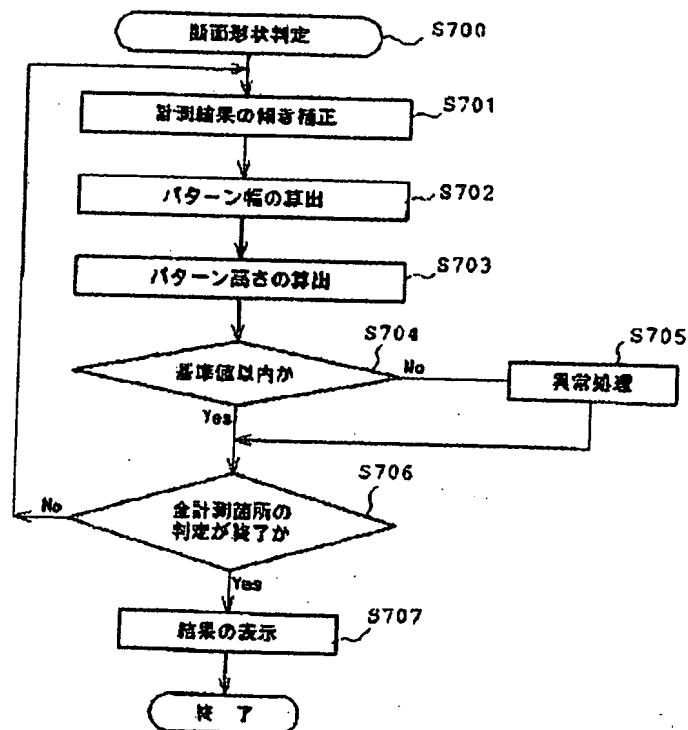 断面形状判定
S700
計測結果の傾き補正
S701
パターン幅の算出
S702
パターン高さの算出
S703
S704
基準値以内か
No
S705
異常処理
Yes
S706
全計測箇所の
判定が終了か
No
Yes
結果の表示
S707
終 了